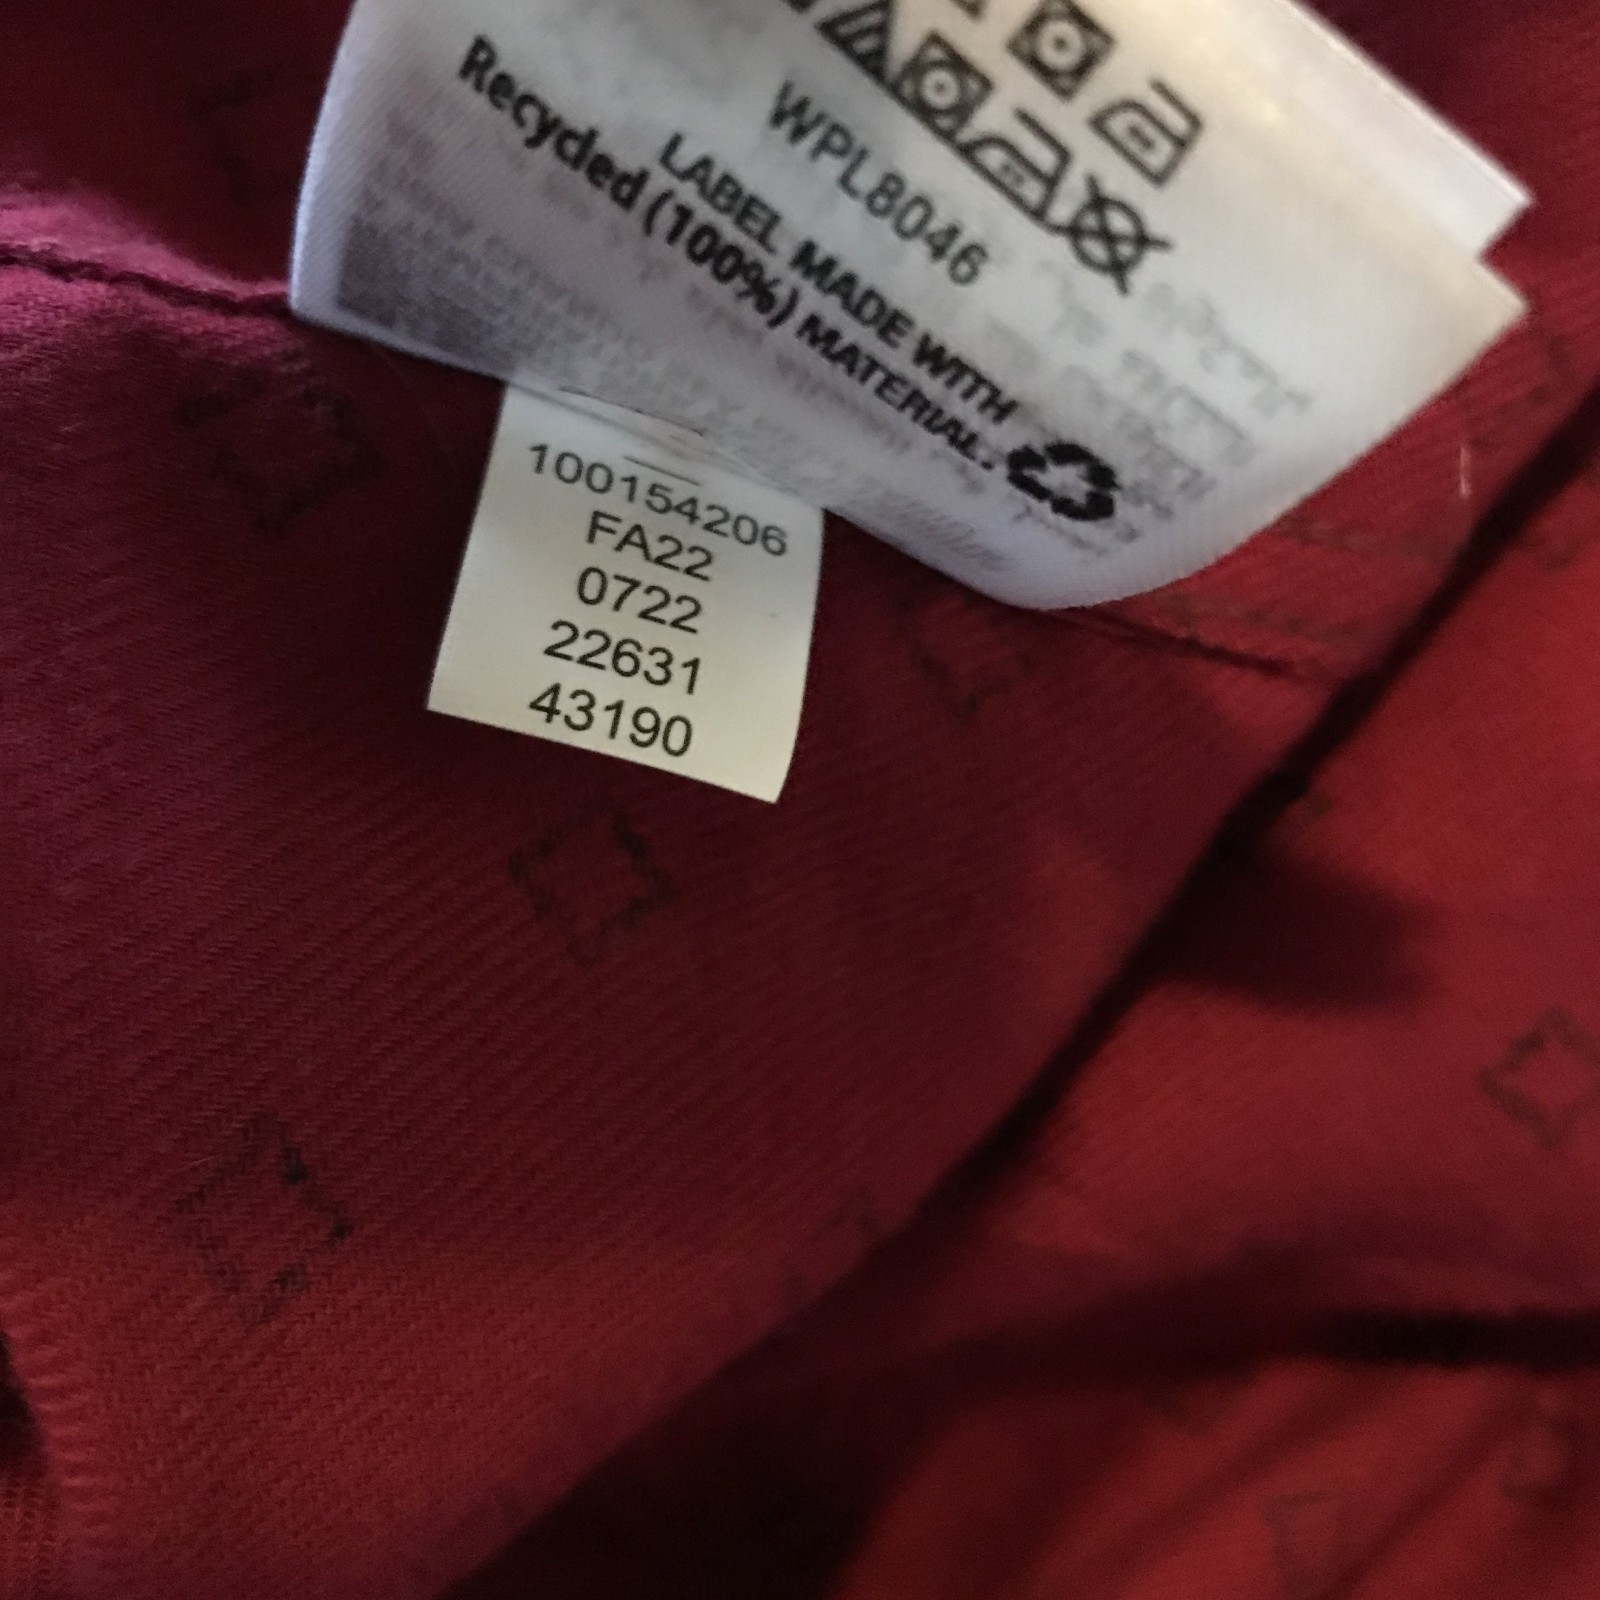 WPL8046
LABEL MADE WITH
Recycled (100%) MATERIAL.
100154206
FA22
0722
22631
43190